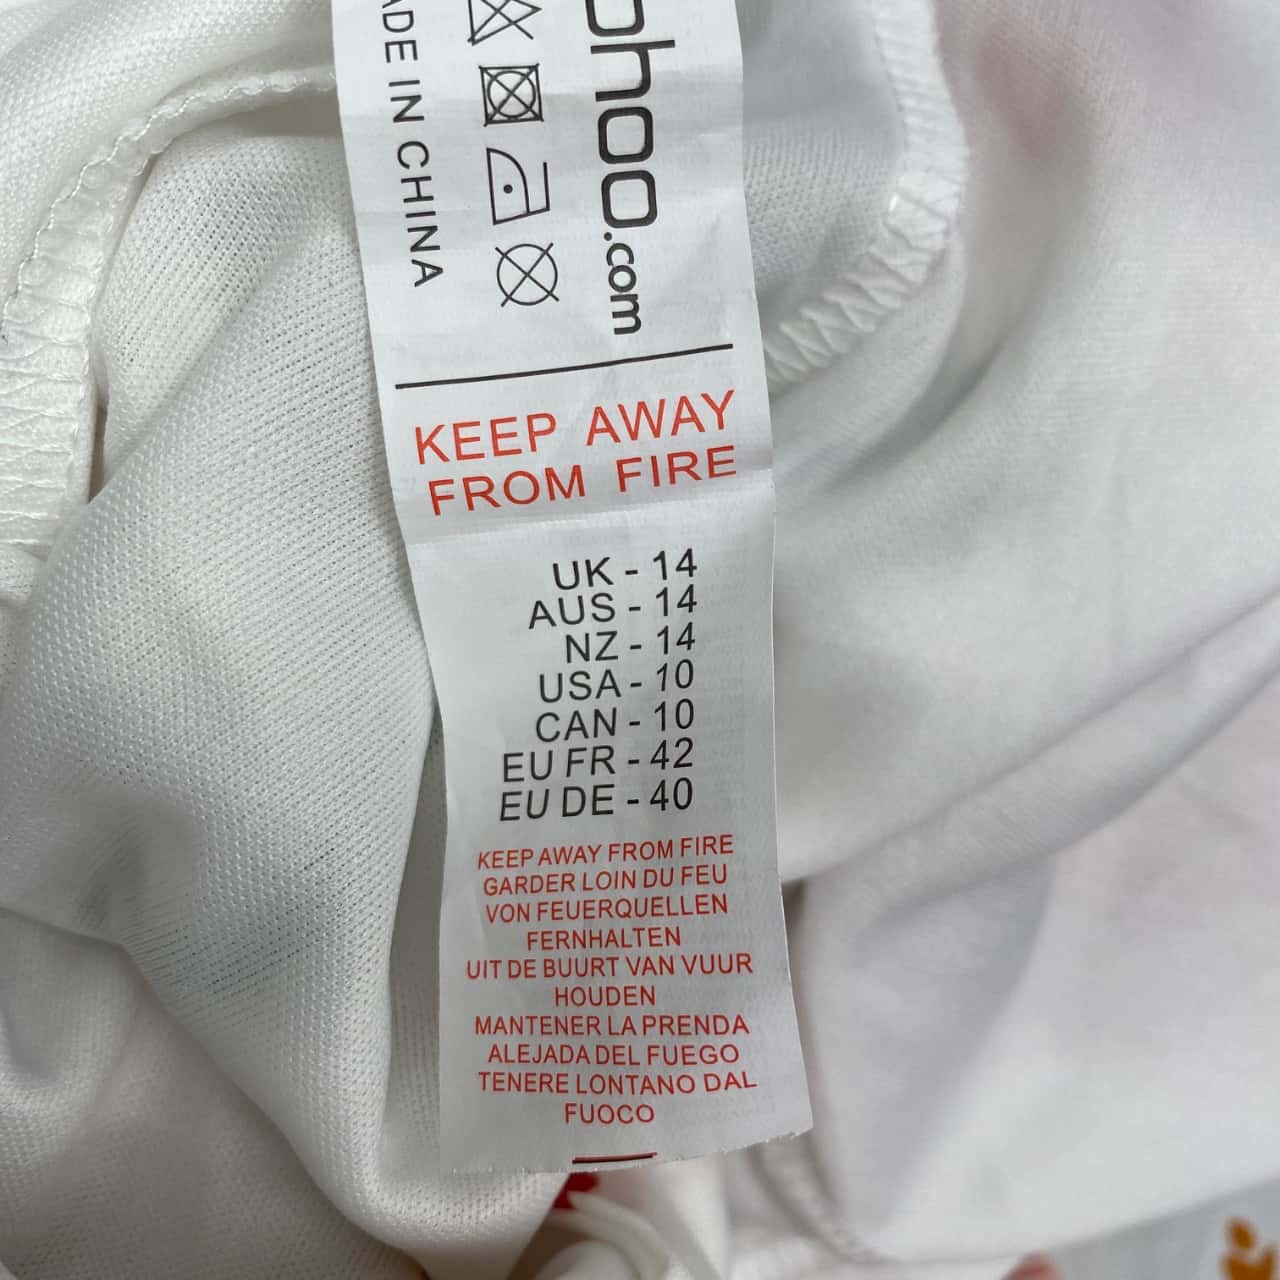 ohoo.com
ADE IN CHINA
KEEP AWAY
FROM FIRE
UK - 14
AUS - 14
NZ - 14
USA - 10
CAN - 10
EU FR - 42
EU DE - 40
KEEP AWAY FROM FIRE
GARDER LOIN DU FEU
VON FEUERQUELLEN
FERNHALTEN
UIT DE BUURT VAN VUUR
HOUDEN
MANTENER LA PRENDA
ALEJADA DEL FUEGO
TENERE LONTANO DAL
FUOCO